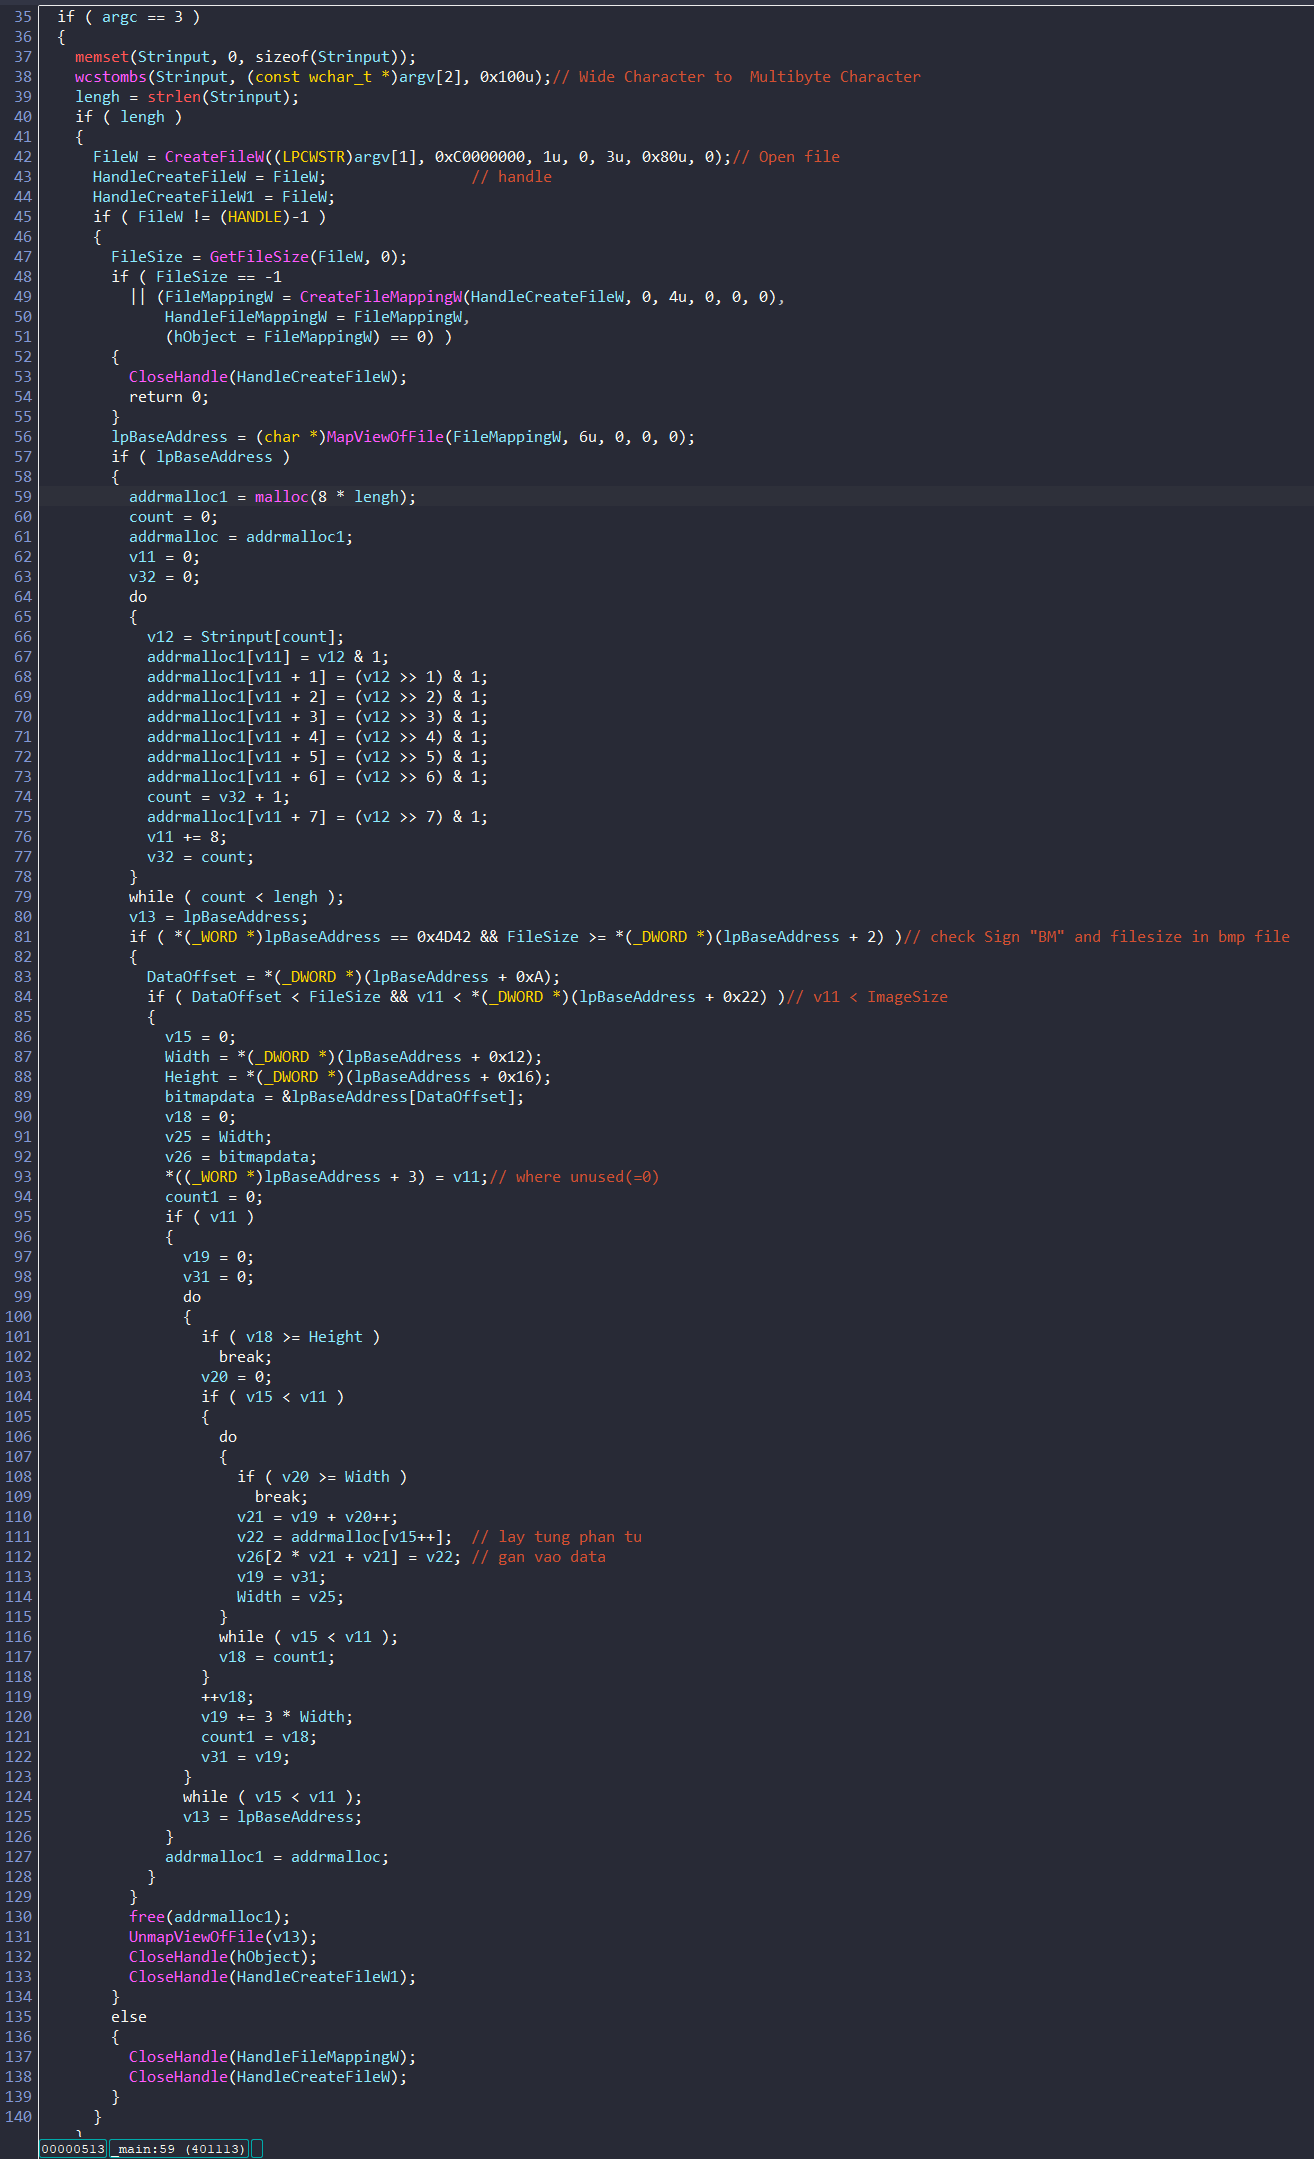 35 if ( argc == 3 )
36 {
37 memset(Strinput, 0, sizeof(Strinput));
38 wcstombs(Strinput, (const wchar_t *)argv[2], 0x100u);// Wide Character to  Multibyte Character
39 lengh = strlen(Strinput);
40 if ( lengh )
41 {
42 FileW = CreateFileW((LPCWSTR)argv[1], 0xC0000000, 1u, 0, 3u, 0x80u, 0);// Open file
43 HandleCreateFileW = FileW; // handle
44 HandleCreateFileW1 = FileW;
45 if ( FileW != (HANDLE)-1 )
46 {
47 FileSize = GetFileSize(FileW, 0);
48 if ( FileSize == -1
49 || (FileMappingW = CreateFileMappingW(HandleCreateFileW, 0, 4u, 0, 0, 0),
50 HandleFileMappingW = FileMappingW,
51 (hObject = FileMappingW) == 0) )
52 {
53 CloseHandle(HandleCreateFileW);
54 return 0;
55 }
56 lpBaseAddress = (char *)MapViewOfFile(FileMappingW, 6u, 0, 0, 0);
57 if ( lpBaseAddress )
58 {
59 addrmalloc1 = malloc(8 * lengh);
60 count = 0;
61 addrmalloc = addrmalloc1;
62 v11 = 0;
63 v32 = 0;
64 do
65 {
66 v12 = Strinput[count];
67 addrmalloc1[v11] = v12 & 1;
68 addrmalloc1[v11 + 1] = (v12 >> 1) & 1;
69 addrmalloc1[v11 + 2] = (v12 >> 2) & 1;
70 addrmalloc1[v11 + 3] = (v12 >> 3) & 1;
71 addrmalloc1[v11 + 4] = (v12 >> 4) & 1;
72 addrmalloc1[v11 + 5] = (v12 >> 5) & 1;
73 addrmalloc1[v11 + 6] = (v12 >> 6) & 1;
74 count = v32 + 1;
75 addrmalloc1[v11 + 7] = (v12 >> 7) & 1;
76 v11 += 8;
77 v32 = count;
78 }
79 while ( count < lengh );
80 v13 = lpBaseAddress;
81 if ( *(_WORD *)lpBaseAddress == 0x4D42 && FileSize >= *(_DWORD *)(lpBaseAddress + 2) )// check Sign "BM" and filesize in bmp file
82 {
83 DataOffset = *(_DWORD *)(lpBaseAddress + 0xA);
84 if ( DataOffset < FileSize && v11 < *(_DWORD *)(lpBaseAddress + 0x22) )// v11 < ImageSize
85 {
86 v15 = 0;
87 Width = *(_DWORD *)(lpBaseAddress + 0x12);
88 Height = *(_DWORD *)(lpBaseAddress + 0x16);
89 bitmapdata = &lpBaseAddress[DataOffset];
90 v18 = 0;
91 v25 = Width;
92 v26 = bitmapdata;
93 *((_WORD *)lpBaseAddress + 3) = v11;// where unused(=0)
94 count1 = 0;
95 if ( v11 )
96 {
97 v19 = 0;
98 v31 = 0;
99 do
100 {
101 if ( v18 >= Height )
102 break;
103 v20 = 0;
104 if ( v15 < v11 )
105 {
106 do
107 {
108 if ( v20 >= Width )
109 break;
110 v21 = v19 + v20++;
111 v22 = addrmalloc[v15++]; // lay tung phan tu
112 v26[2 * v21 + v21] = v22; // gan vao data
113 v19 = v31;
114 Width = v25;
115 }
116 while ( v15 < v11 );
117 v18 = count1;
118 }
119 ++v18;
120 v19 += 3 * Width;
121 count1 = v18;
122 v31 = v19;
123 }
124 while ( v15 < v11 );
125 v13 = lpBaseAddress;
126 }
127 addrmalloc1 = addrmalloc;
128 }
129 }
130 free(addrmalloc1);
131 UnmapViewOfFile(v13);
132 CloseHandle(hObject);
133 CloseHandle(HandleCreateFileW1);
134 }
135 else
136 {
137 CloseHandle(HandleFileMappingW);
138 CloseHandle(HandleCreateFileW);
139 }
140 }
00000513 _main:59 (401113)